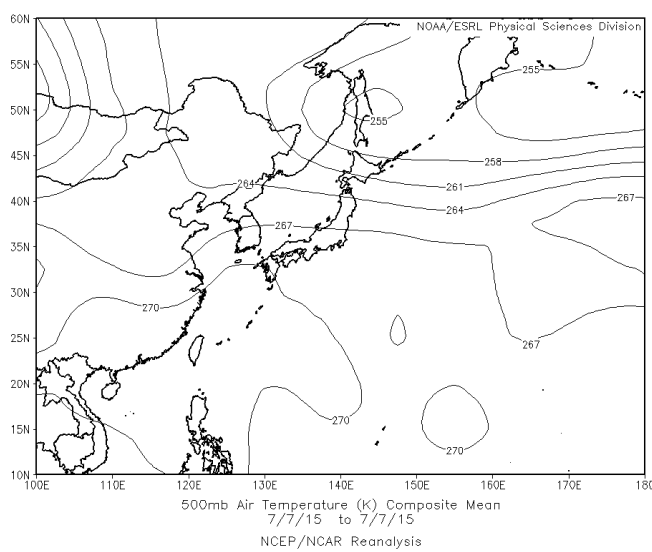 NOAA/ESRL Physical Sciences Division
60N
55N
50N
45N
40N
35N
30N
25N
20N
15N
10N
255
255
258
261
264
264
267
267
267
270
270
270
100E
110E
120E
130E
140E
150E
160E
170E
180
500mb Air Temperature (K) Composite Mean
7/7/15 to 7/7/15
NCEP/NCAR Reanalysis